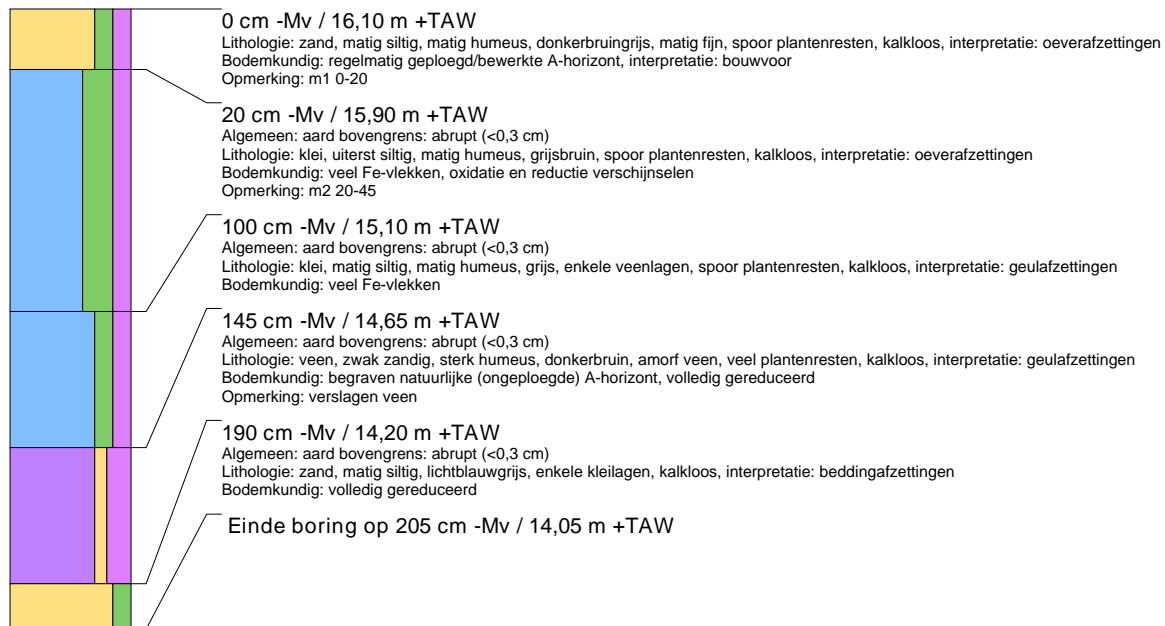 0 cm -Mv / 16,10 m +TAW
Lithologie: zand, matig siltig, matig humeus, donkerbruingrijs, matig fijn, spoor plantenresten, kalkloos, interpretatie: oeverafzettingen
Bodemkundig: regelmatig geploegd/bewerkte A-horizont, interpretatie: bouwvoor
Opmerking: m1 0-20
20 cm -Mv / 15,90 m +TAW
Algemeen: aard bovengrens: abrupt (<0,3 cm)
Lithologie: klei, uiterst siltig, matig humeus, grijsbruin, spoor plantenresten, kalkloos, interpretatie: oeverafzettingen
Bodemkundig: veel Fe-vlekken, oxidatie en reductie verschijnselen
Opmerking: m2 20-45
100 cm -Mv / 15,10 m +TAW
Algemeen: aard bovengrens: abrupt (<0,3 cm)
Lithologie: klei, matig siltig, matig humeus, grijs, enkele veenlagen, spoor plantenresten, kalkloos, interpretatie: geulafzettingen
Bodemkundig: veel Fe-vlekken
145 cm -Mv / 14,65 m +TAW
Algemeen: aard bovengrens: abrupt (<0,3 cm)
Lithologie: veen, zwak zandig, sterk humeus, donkerbruin, amorf veen, veel plantenresten, kalkloos, interpretatie: geulafzettingen
Bodemkundig: begraven natuurlijke (ongeploegde) A-horizont, volledig gereduceerd
Opmerking: verslagen veen
190 cm -Mv / 14,20 m +TAW
Algemeen: aard bovengrens: abrupt (<0,3 cm)
Lithologie: zand, matig siltig, lichtblauwgrijs, enkele kleilagen, kalkloos, interpretatie: beddingafzettingen
Bodemkundig: volledig gereduceerd
Einde boring op 205 cm -Mv / 14,05 m +TAW